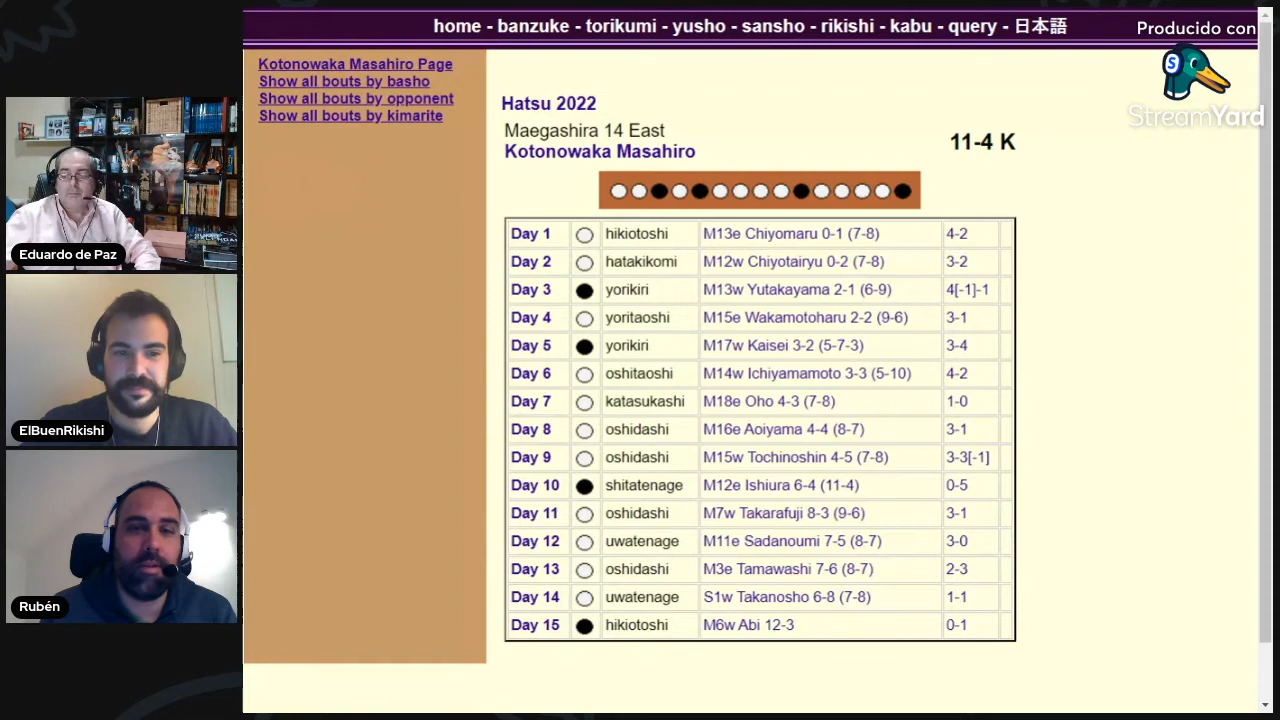 home - banzuke - torikumi - yusho - sansho - rikishi - kabu - query - 日本語
Producido con
StreamYard
Kotonowaka Masahiro Page
Show all bouts by basho
Show all bouts by opponent
Show all bouts by kimarite
Hatsu 2022
Maegashira 14 East
Kotonowaka Masahiro
11-4 K
Day 1 hikiotoshi M13e Chiyomaru 0-1 (7-8) 4-2
Day 2 hatakikomi M12w Chiyotairyu 0-2 (7-8) 3-2
Day 3 yorikiri M13w Yutakayama 2-1 (6-9) 4[-1]-1
Day 4 yoritaoshi M15e Wakamotoharu 2-2 (9-6) 3-1
Day 5 yorikiri M17w Kaisei 3-2 (5-7-3) 3-4
Day 6 oshitaoshi M14w Ichiyamamoto 3-3 (5-10) 4-2
Day 7 katasukashi M18e Oho 4-3 (7-8) 1-0
Day 8 oshidashi M16e Aoiyama 4-4 (8-7) 3-1
Day 9 oshidashi M15w Tochinoshin 4-5 (7-8) 3-3[-1]
Day 10 shitatenage M12e Ishiura 6-4 (11-4) 0-5
Day 11 oshidashi M7w Takarafuji 8-3 (9-6) 3-1
Day 12 uwatenage M11e Sadanoumi 7-5 (8-7) 3-0
Day 13 oshidashi M3e Tamawashi 7-6 (8-7) 2-3
Day 14 uwatenage S1w Takanosho 6-8 (7-8) 1-1
Day 15 hikiotoshi M6w Abi 12-3 0-1
Eduardo de Paz
ElBuenRikishi
Rubén